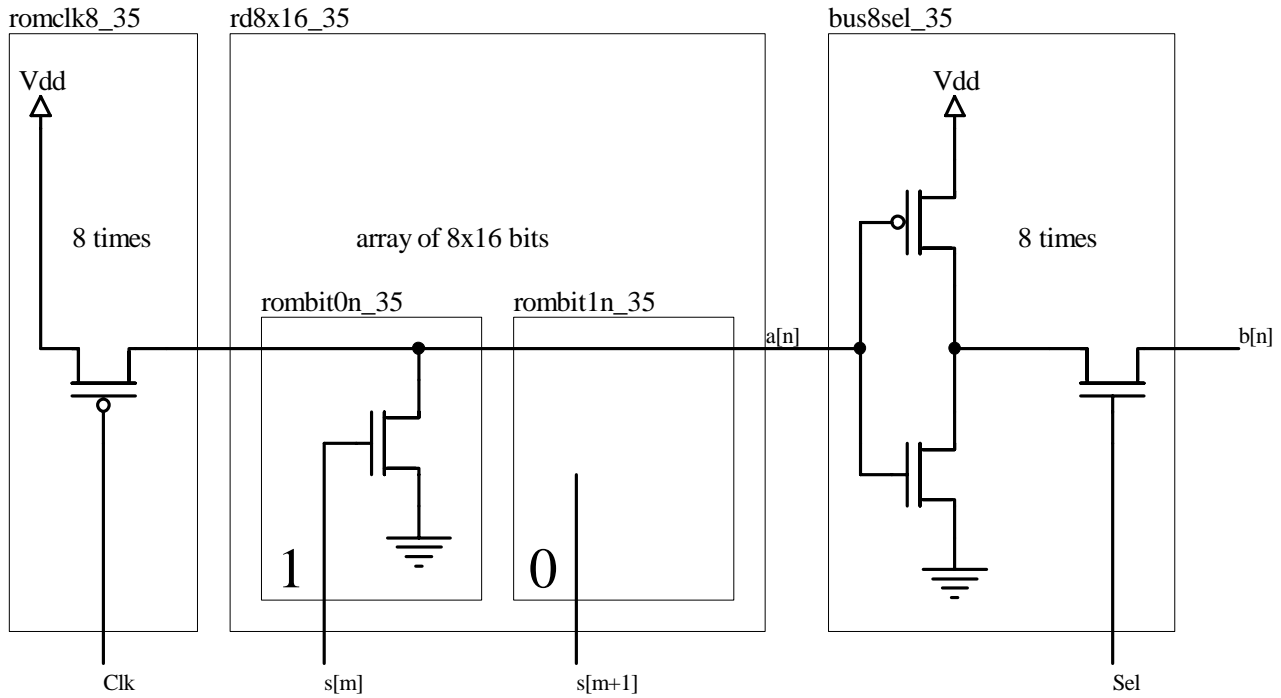 romclk8_35
rd8x16_35
bus8sel_35
Vdd
Vdd
8 times
array of 8x16 bits
8 times
rombit0n_35
rombit1n_35
a[n]
b[n]
1
0
Clk
s[m]
s[m+1]
Sel